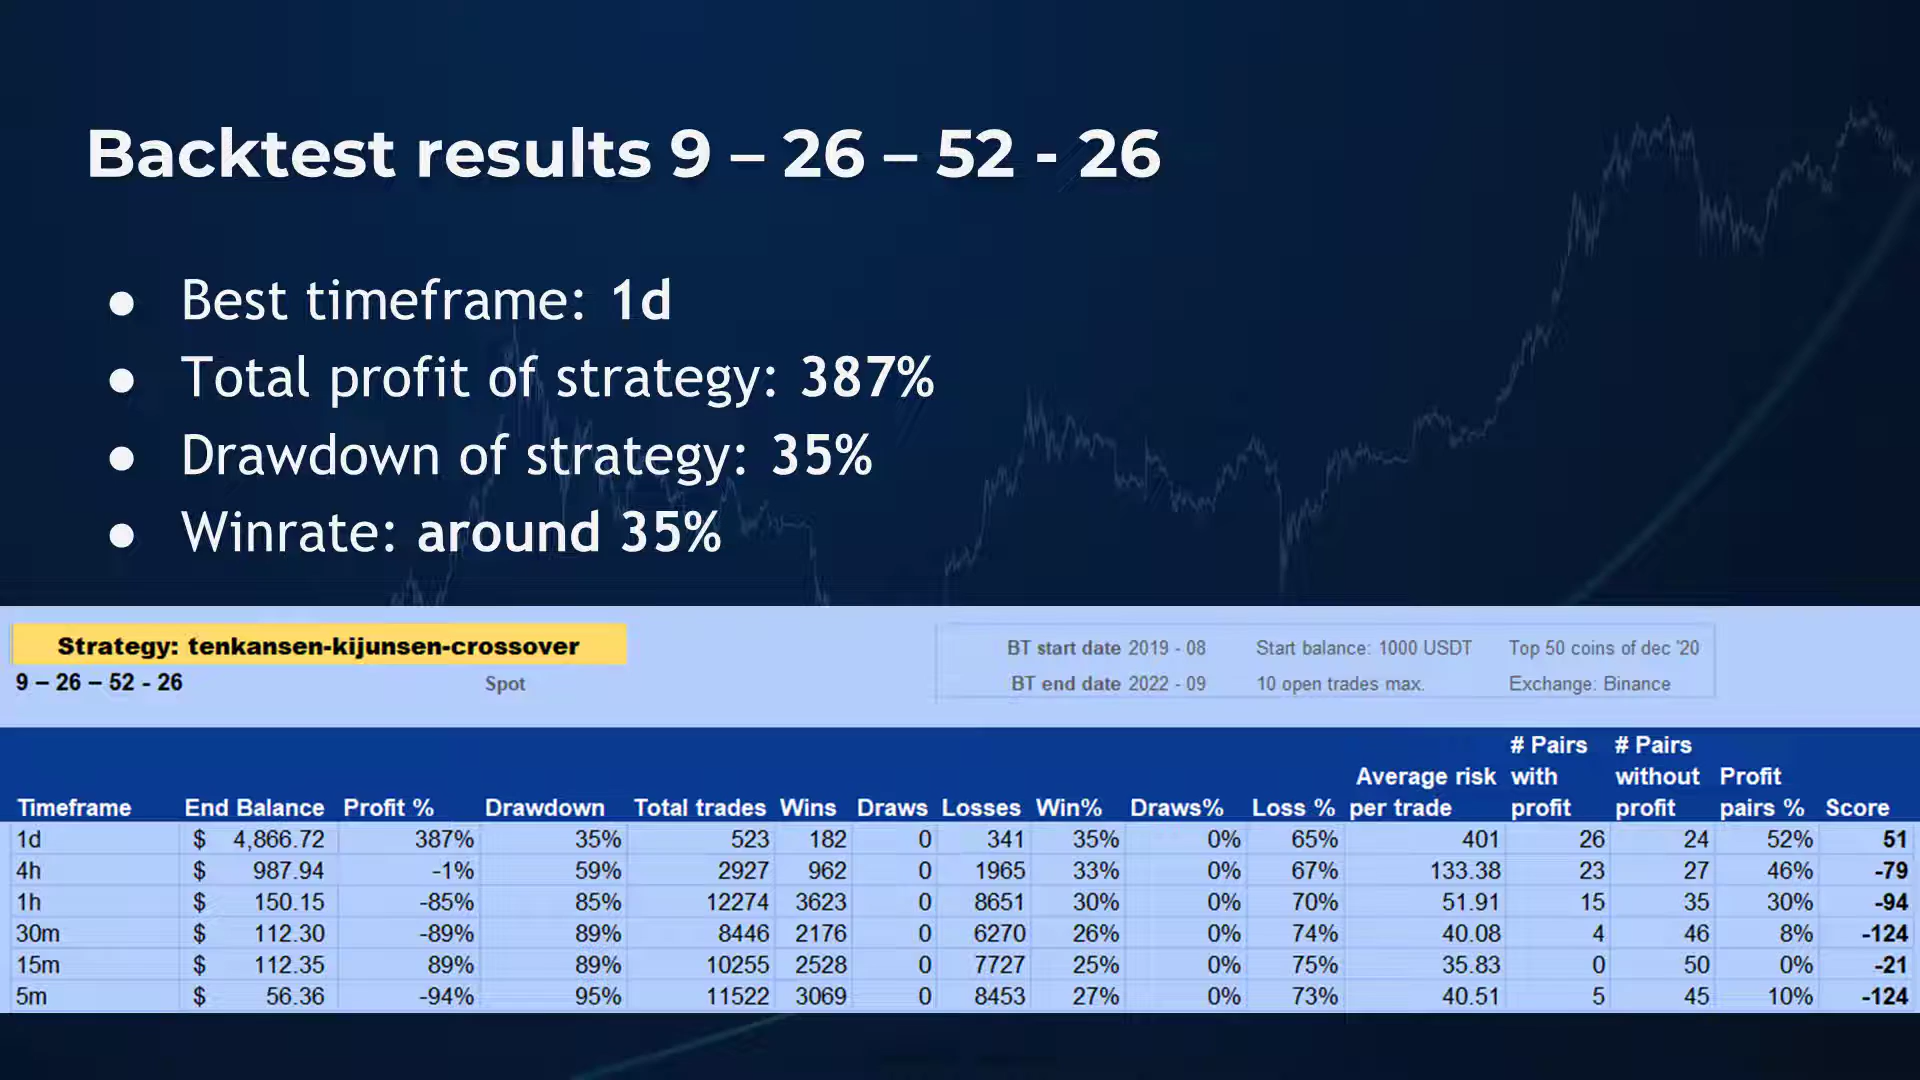 Backtest results 9 – 26 – 52 - 26
● Best timeframe: 1d
● Total profit of strategy: 387%
● Drawdown of strategy: 35%
● Winrate: around 35%
Strategy: tenkansen-kijunsen-crossover
9 – 26 – 52 - 26 Spot
BT start date 2019 - 08 Start balance: 1000 USDT Top 50 coins of dec '20
BT end date 2022 - 09 10 open trades max. Exchange: Binance
Timeframe End Balance Profit % Drawdown Total trades Wins Draws Losses Win% Draws% Loss % Average risk per trade # Pairs with profit # Pairs without profit Profit pairs % Score
1d $ 4,866.72 387% 35% 523 182 0 341 35% 0% 65% 401 26 24 52% 51
4h $ 987.94 -1% 59% 2927 962 0 1965 33% 0% 67% 133.38 23 27 46% -79
1h $ 150.15 -85% 85% 12274 3623 0 8651 30% 0% 70% 51.91 15 35 30% -94
30m $ 112.30 -89% 89% 8446 2176 0 6270 26% 0% 74% 40.08 4 46 8% -124
15m $ 112.35 89% 89% 10255 2528 0 7727 25% 0% 75% 35.83 0 50 0% -21
5m $ 56.36 -94% 95% 11522 3069 0 8453 27% 0% 73% 40.51 5 45 10% -124